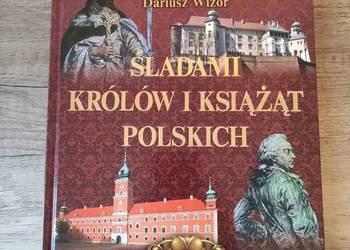 Dariusz Wizor
ŚLADAMI
KRÓLÓW I KSIĄŻĄT
POLSKICH